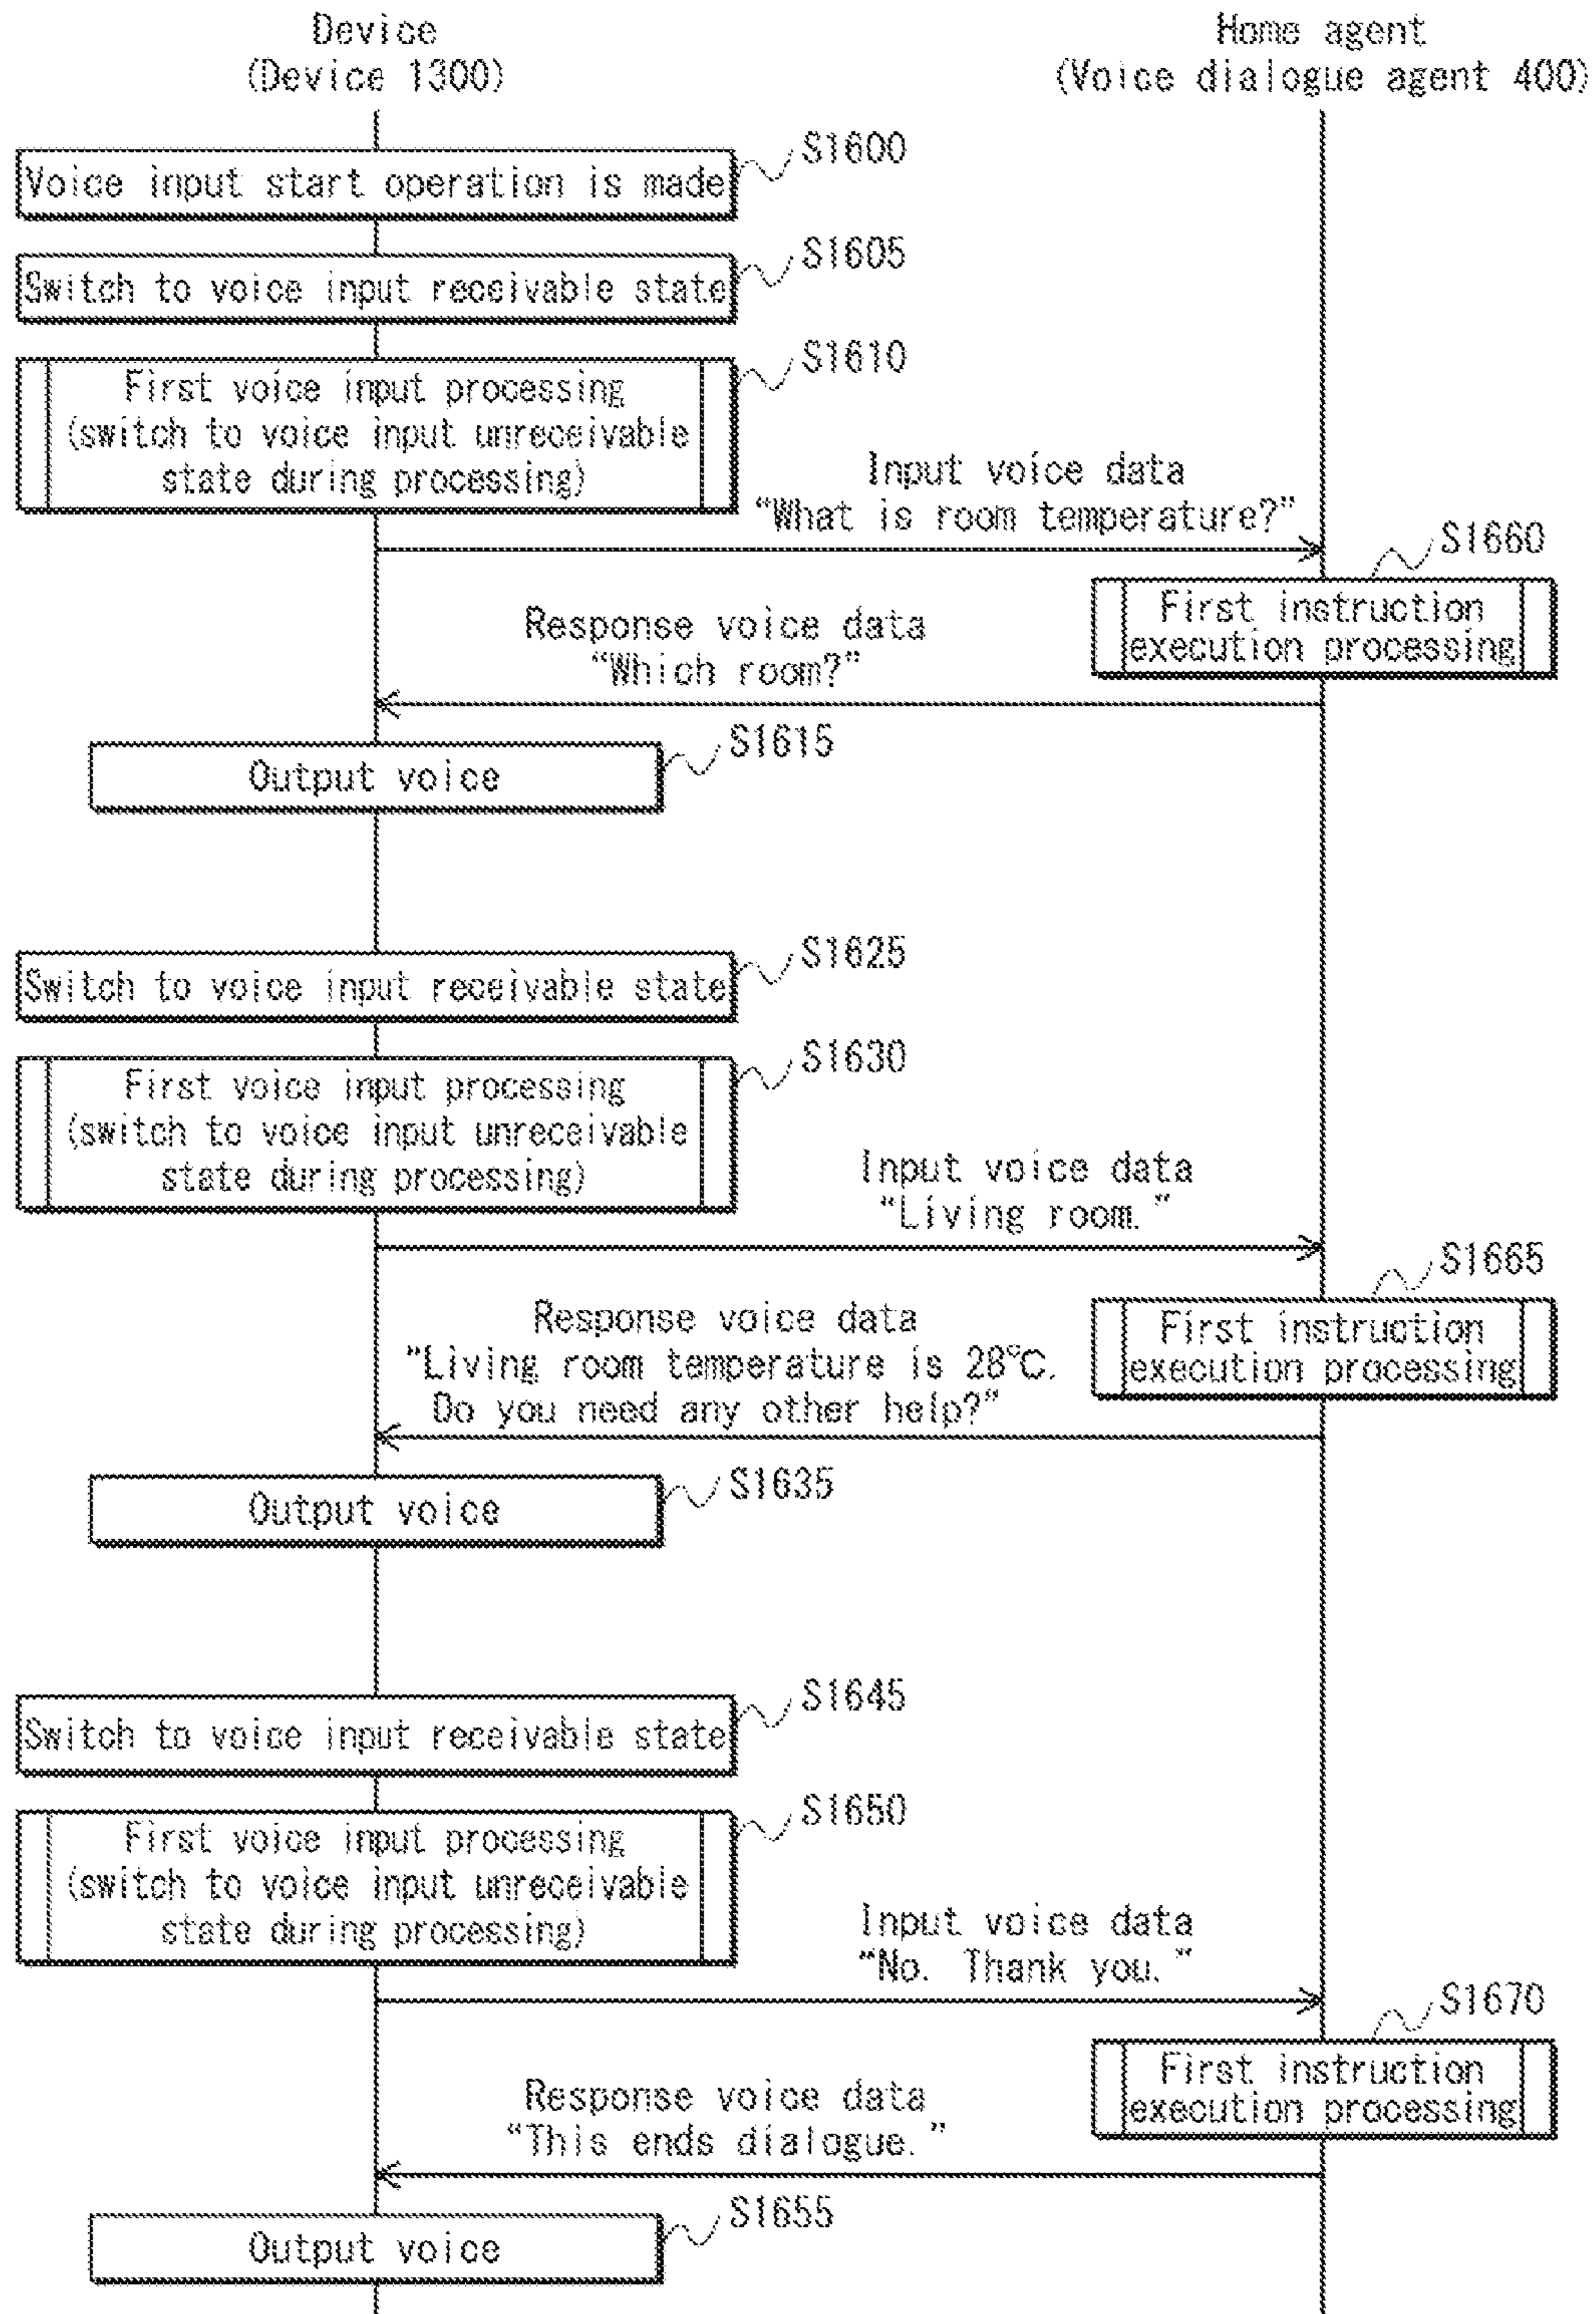 Device
(Device 1300)
Home agent
(Voice dialogue agent 400)
S1600
Voice input start operation is made
S1605
Switch to voice input receivable state
S1610
First voice input processing
(switch to voice input unreceivable
state during processing)
Input voice data
“What is room temperature?”
S1660
First instruction
execution processing
Response voice data
“Which room?”
S1615
Output voice
S1625
Switch to voice input receivable state
S1630
First voice input processing
(switch to voice input unreceivable
state during processing)
Input voice data
“Living room.”
S1665
First instruction
execution processing
Response voice data
“Living room temperature is 28℃.
Do you need any other help?”
S1635
Output voice
S1645
Switch to voice input receivable state
S1650
First voice input processing
(switch to voice input unreceivable
state during processing)
Input voice data
“No. Thank you.”
S1670
First instruction
execution processing
Response voice data
“This ends dialogue.”
S1655
Output voice